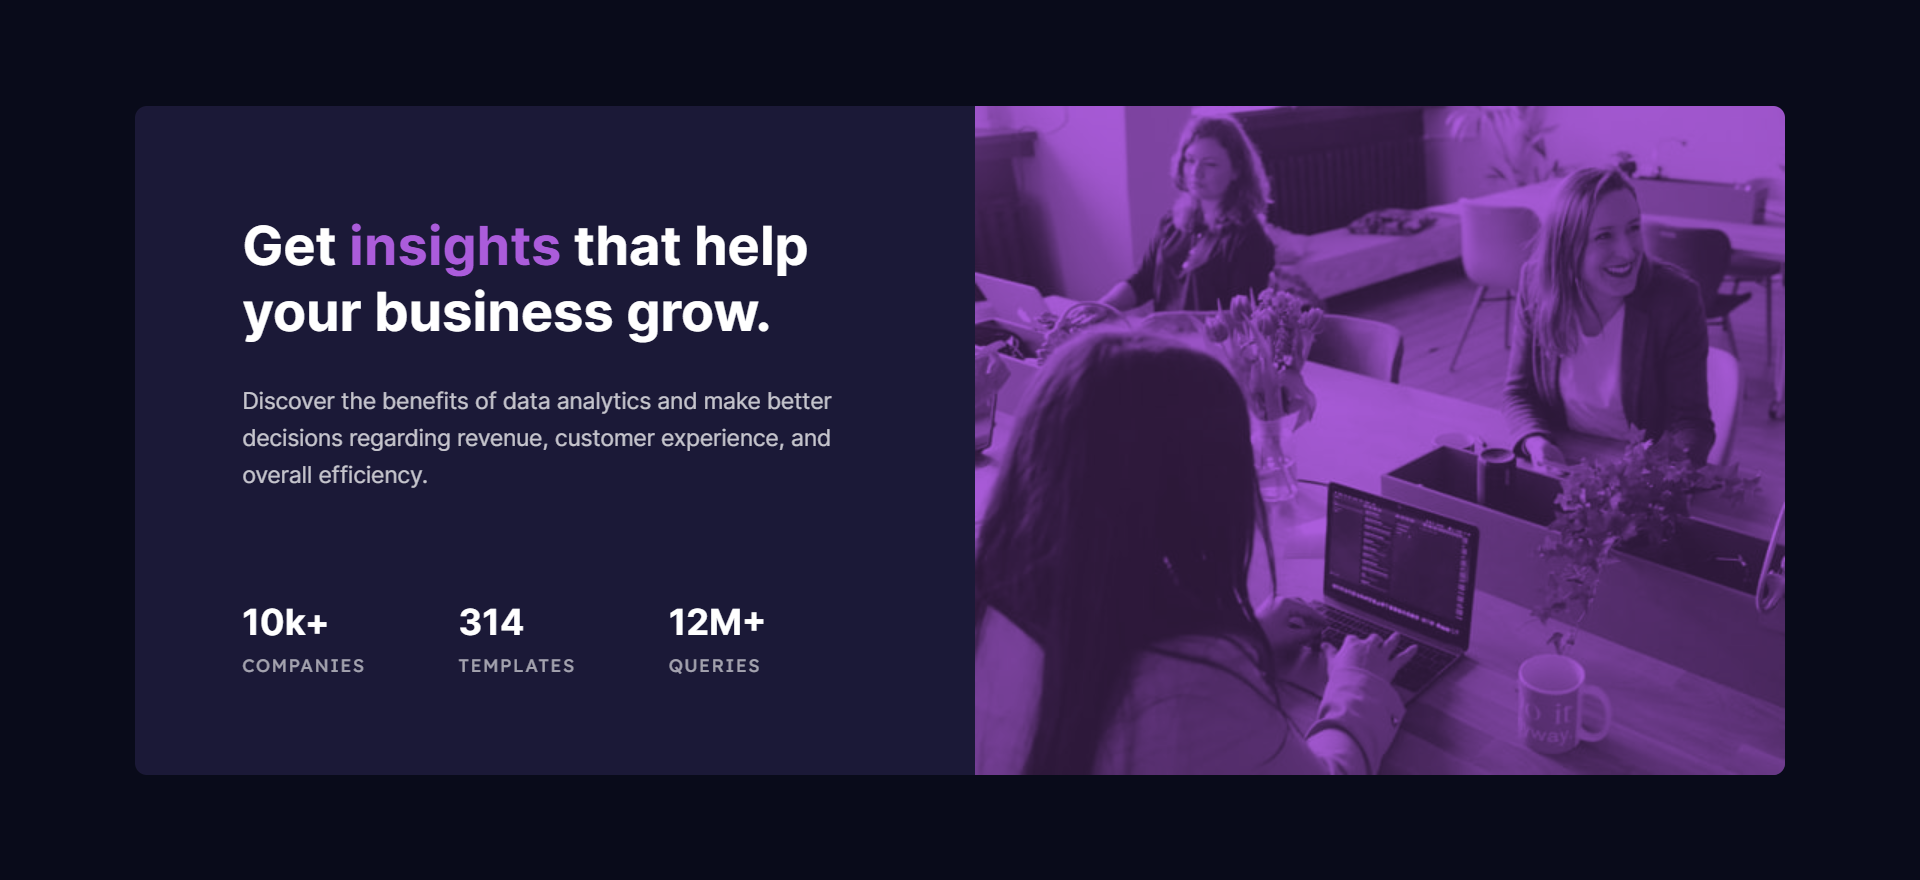 Get insights that help
your business grow.
Discover the benefits of data analytics and make better
decisions regarding revenue, customer experience, and
overall efficiency.
10k+ 314 12M+
COMPANIES TEMPLATES QUERIES